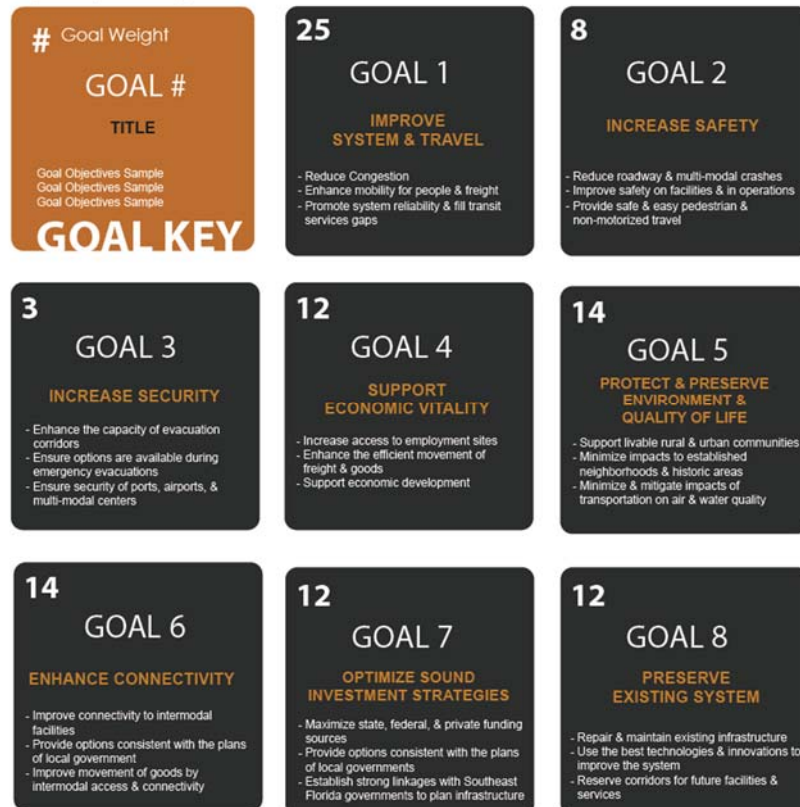 # Goal Weight
GOAL #
TITLE
Goal Objectives Sample
Goal Objectives Sample
Goal Objectives Sample
GOAL KEY
25
GOAL 1
IMPROVE
SYSTEM & TRAVEL
- Reduce Congestion
- Enhance mobility for people & freight
- Promote system reliability & fill transit
services gaps
8
GOAL 2
INCREASE SAFETY
- Reduce roadway & multi-modal crashes
- Improve safety on facilities & in operations
- Provide safe & easy pedestrian &
non-motorized travel
3
GOAL 3
INCREASE SECURITY
- Enhance the capacity of evacuation
corridors
- Ensure options are available during
emergency evacuations
- Ensure security of ports, airports, &
multi-modal centers
12
GOAL 4
SUPPORT
ECONOMIC VITALITY
- Increase access to employment sites
- Enhance the efficient movement of
freight & goods
- Support economic development
14
GOAL 5
PROTECT & PRESERVE
ENVIRONMENT &
QUALITY OF LIFE
- Support livable rural & urban communities
- Minimize impacts to established
neighborhoods & historic areas
- Minimize & mitigate impacts of
transportation on air & water quality
14
GOAL 6
ENHANCE CONNECTIVITY
- Improve connectivity to intermodal
facilities
- Provide options consistent with the plans
of local government
- Improve movement of goods by
intermodal access & connectivity
12
GOAL 7
OPTIMIZE SOUND
INVESTMENT STRATEGIES
- Maximize state, federal, & private funding
sources
- Provide options consistent with the plans
of local governments
- Establish strong linkages with Southeast
Florida governments to plan infrastructure
12
GOAL 8
PRESERVE
EXISTING SYSTEM
- Repair & maintain existing infrastructure
- Use the best technologies & innovations to
improve the system
- Reserve corridors for future facilities &
services